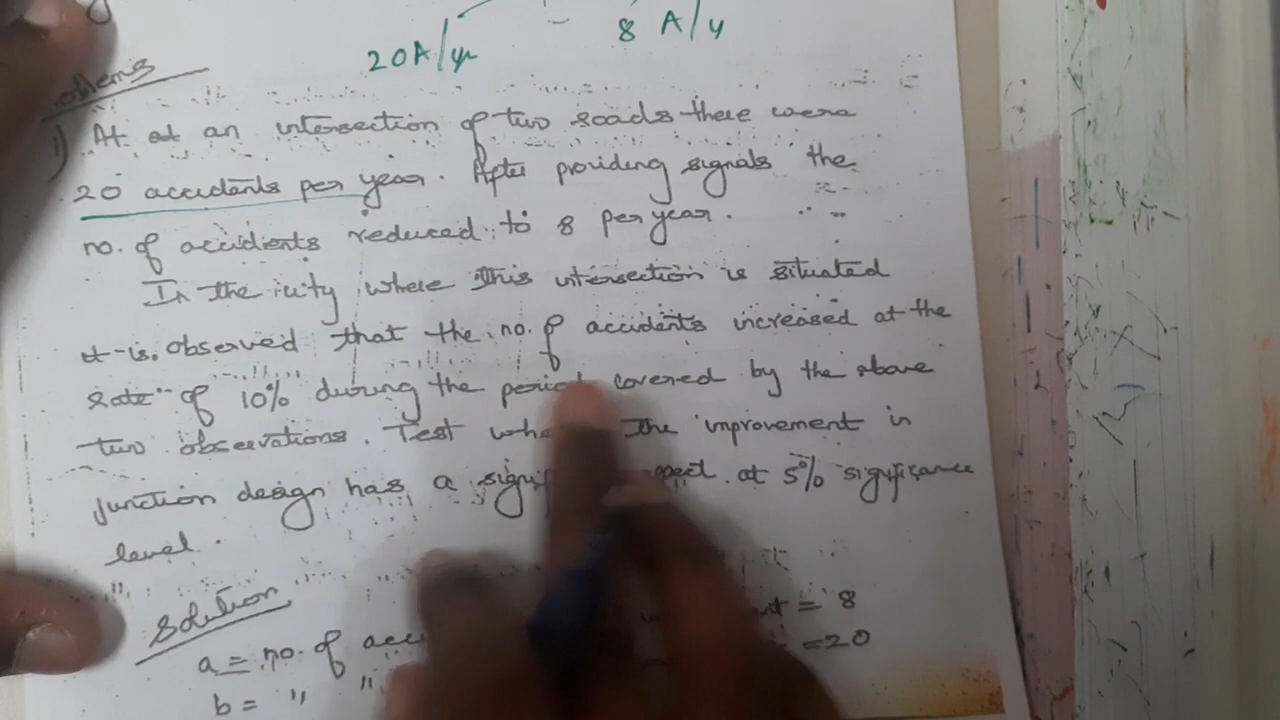 20A/yr 8 A/y
oblems
1) At at an intersection of two roads there were
20 accidents per year. After providing signals the
no. of accidents reduced to 8 per year.
In the city where this intersection is situated
it is observed that the no. of accidents increased at the
rate of 10% during the period covered by the above
two observations. Test the improvement in
junction design has a at 5% significance
level.
Solution
a = no. of = 8
b = " " = 20